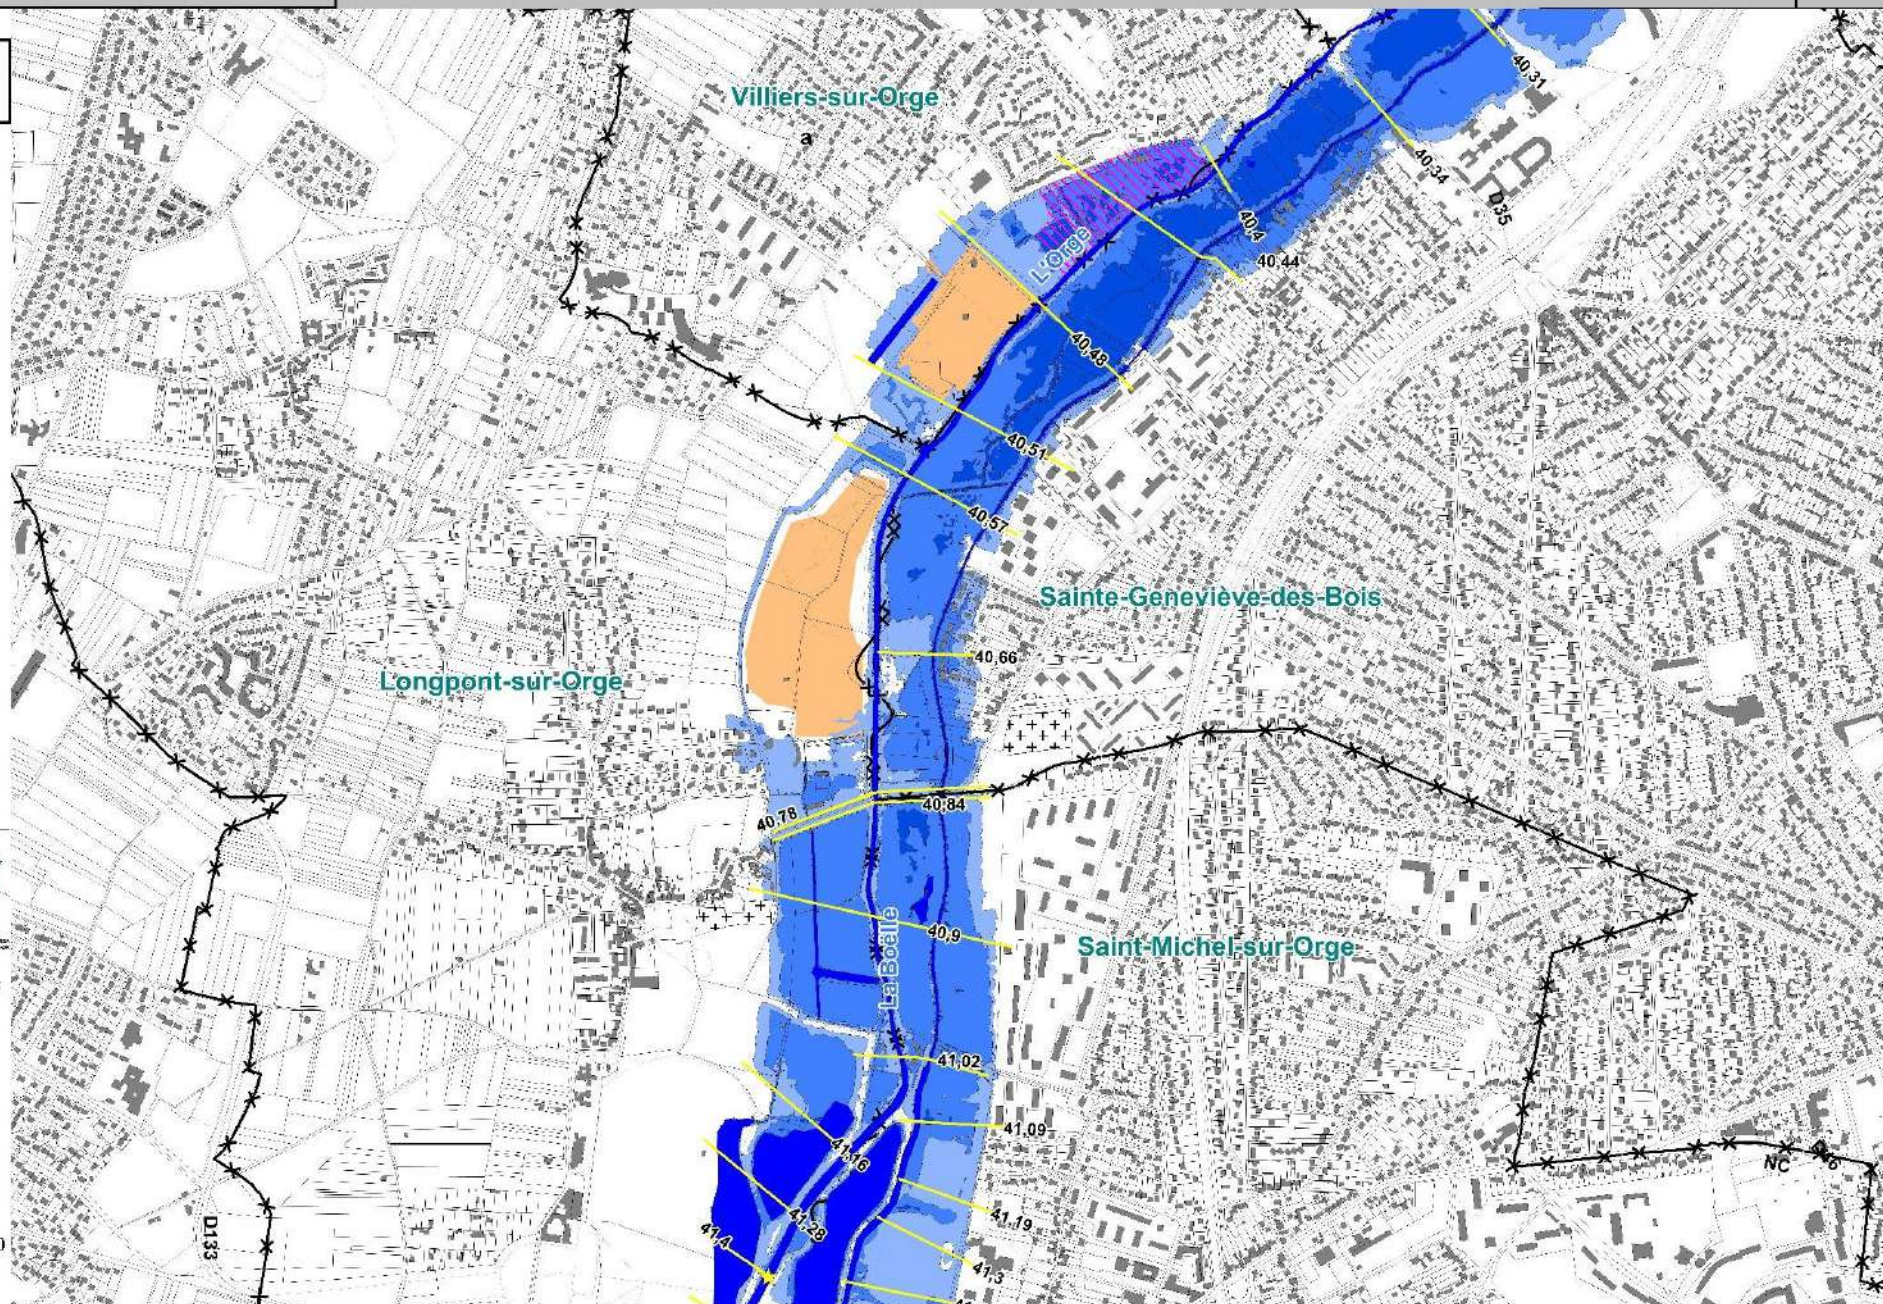 40,31
Villiers-sur-Orge
a
40,34
D35
40,4
L'Orge
40,44
40,48
40,51
40,57
Sainte-Geneviève-des-Bois
40,66
Longpont-sur-Orge
40,84
40,78
La Boëlle
40,9
Saint-Michel-sur-Orge
41,02
41,09
41,16
NC
41,19
41,28
41,4
D133
41,3